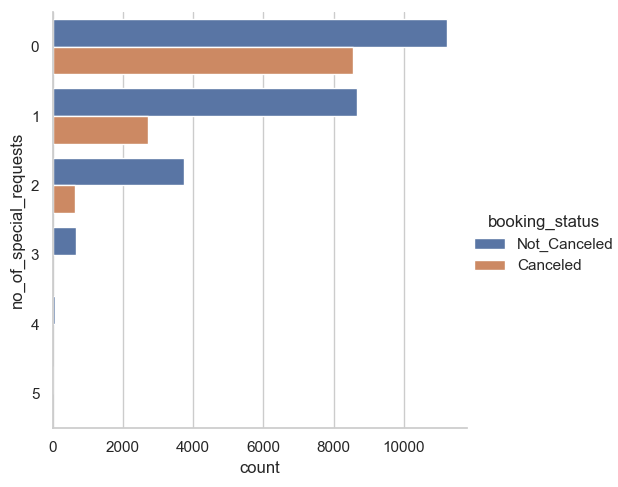 no_of_special_requests
0
1
2
3
4
5
0 2000 4000 6000 8000 10000
count
booking_status
Not_Canceled
Canceled